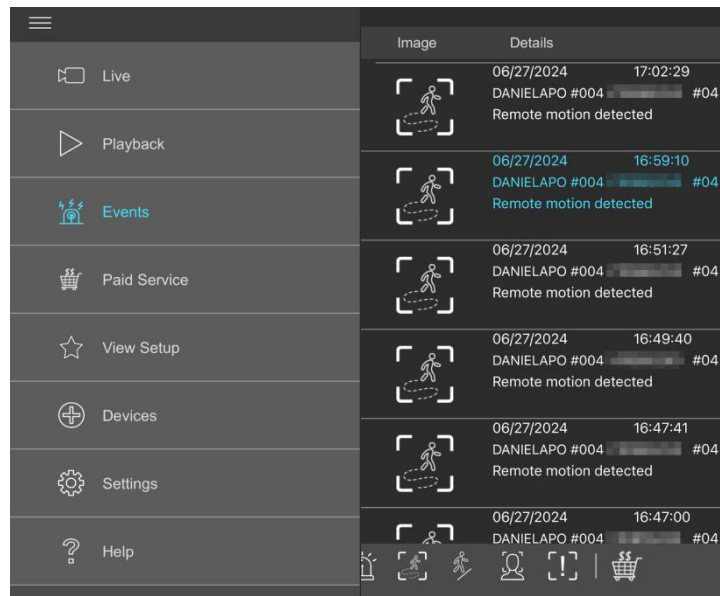 Live
Playback
Events
Paid Service
View Setup
Devices
Settings
Help
Image Details
06/27/2024 17:02:29
DANIELAPO #004 #04
Remote motion detected
06/27/2024 16:59:10
DANIELAPO #004 #04
Remote motion detected
06/27/2024 16:51:27
DANIELAPO #004 #04
Remote motion detected
06/27/2024 16:49:40
DANIELAPO #004 #04
Remote motion detected
06/27/2024 16:47:41
DANIELAPO #004 #04
Remote motion detected
06/27/2024 16:47:00
DANIELAPO #004 #04